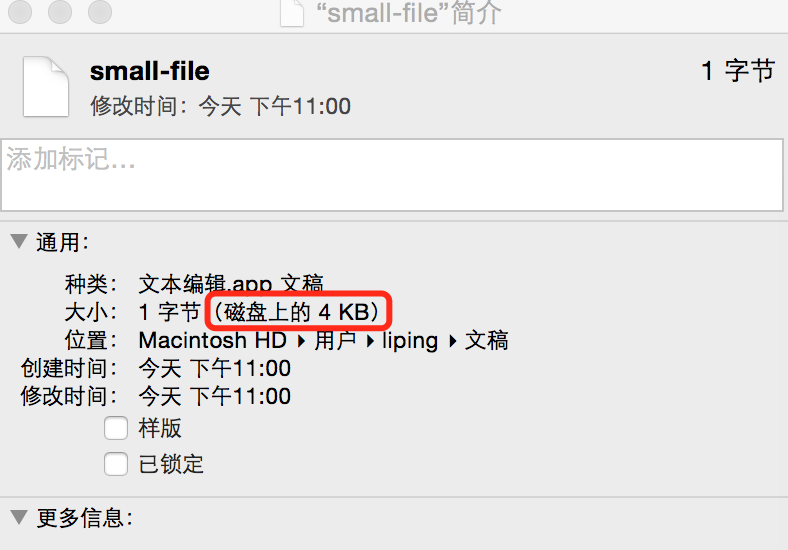 “small-file”简介
small-file
1 字节
修改时间：今天 下午11:00
添加标记…
通用：
种类： 文本编辑.app 文稿
大小： 1 字节（磁盘上的 4 KB）
位置： Macintosh HD ▸ 用户 ▸ liping ▸ 文稿
创建时间： 今天 下午11:00
修改时间： 今天 下午11:00
样版
已锁定
更多信息：